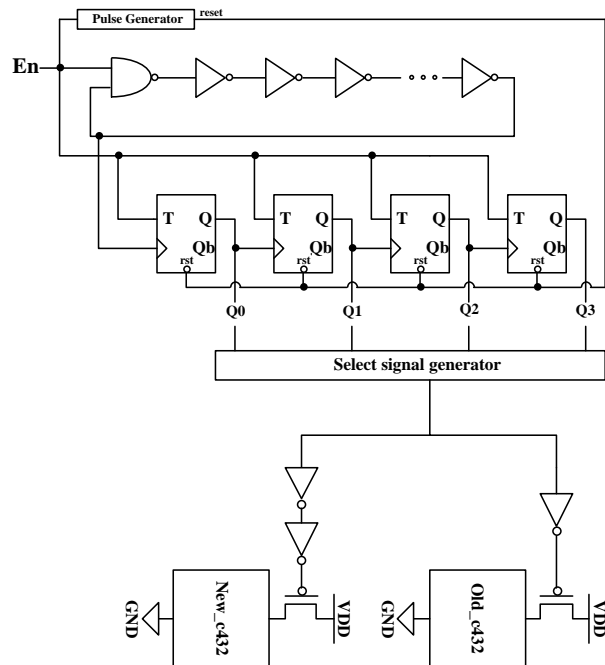 Pulse Generator
reset
En
T Q T Q T Q T Q
Qb Qb Qb Qb
rst rst rst rst
Q0 Q1 Q2 Q3
Select signal generator
GND New_c432 VDD GND Old_c432 VDD